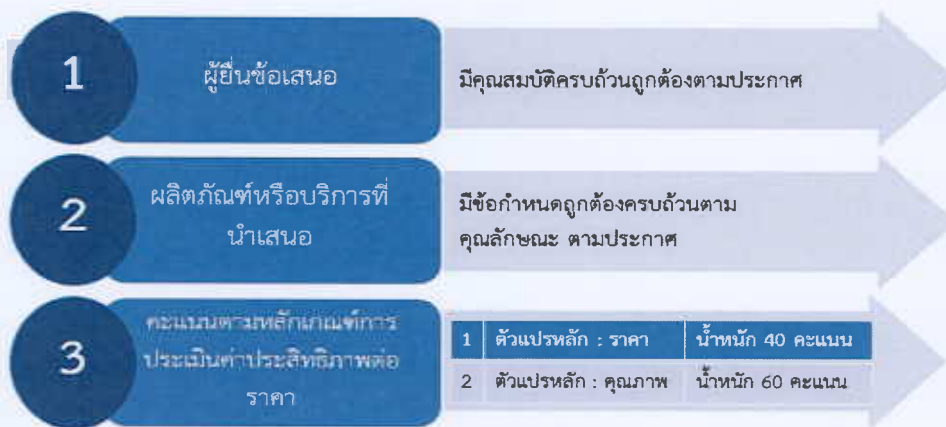 1
ผู้ยื่นข้อเสนอ
มีคุณสมบัติครบถ้วนถูกต้องตามประกาศ
2
ผลิตภัณฑ์หรือบริการที่
นำเสนอ
มีข้อกำหนดถูกต้องครบถ้วนตาม
คุณลักษณะ ตามประกาศ
3
คะแนนตามหลักเกณฑ์การ
ประเมินค่าประสิทธิภาพต่อ
ราคา
1 ตัวแปรหลัก : ราคา น้ำหนัก 40 คะแนน
2 ตัวแปรหลัก : คุณภาพ น้ำหนัก 60 คะแนน